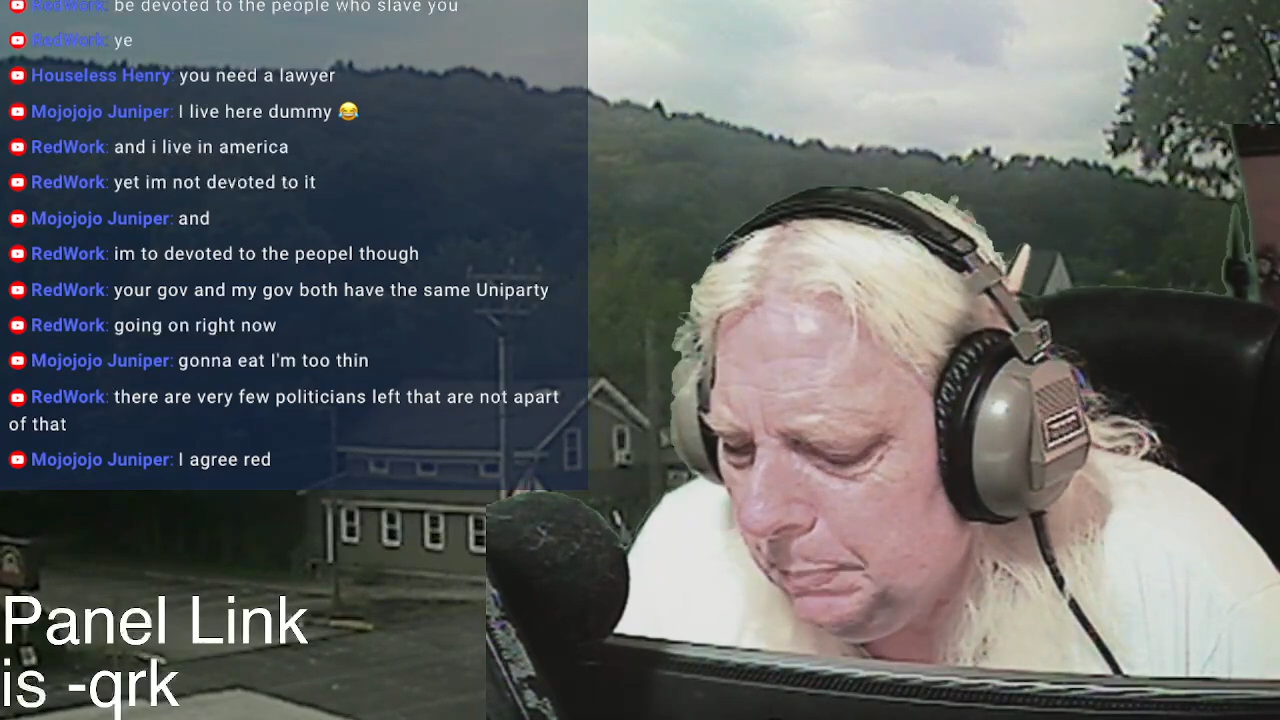 RedWork: be devoted to the people who slave you
RedWork: ye
Houseless Henry: you need a lawyer
Mojojojo Juniper: I live here dummy 😂
RedWork: and i live in america
RedWork: yet im not devoted to it
Mojojojo Juniper: and
RedWork: im to devoted to the peopel though
RedWork: your gov and my gov both have the same Uniparty
RedWork: going on right now
Mojojojo Juniper: gonna eat I'm too thin
RedWork: there are very few politicians left that are not apart
of that
Mojojojo Juniper: I agree red
Panel Link
is -qrk